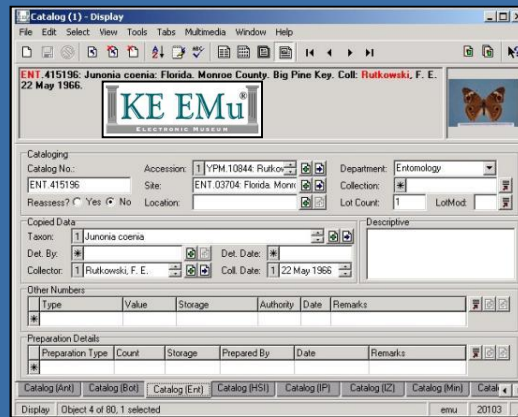 Catalog (1) - Display
File Edit Select View Tools Tabs Multimedia Window Help
ENT.415196: Junonia coenia: Florida. Monroe County. Big Pine Key. Coll: Rutkowski, F. E.
22 May 1966.
KE EMu
ELECTRONIC MUSEUM
Cataloging
Catalog No.: Accession: 1 YPM.10844: Rutkov Department: Entomology
ENT.415196 Site: ENT.03704: Florida. Monr Collection: *
Reassess? Yes No Location: Lot Count: 1 LotMod:
Copied Data Descriptive
Taxon: 1 Junonia coenia
Det. By: * Det. Date: *
Collector: 1 Rutkowski, F. E. Coll. Date: 1 22 May 1966
Other Numbers
Type Value Storage Authority Date Remarks
*
Preparation Details
Preparation Type Count Storage Prepared By Date Remarks
*
Catalog (Ant) Catalog (Bot) Catalog (Ent) Catalog (HSI) Catalog (IP) Catalog (IZ) Catalog (Min) Catal
Display Object 4 of 80, 1 selected emu 20103